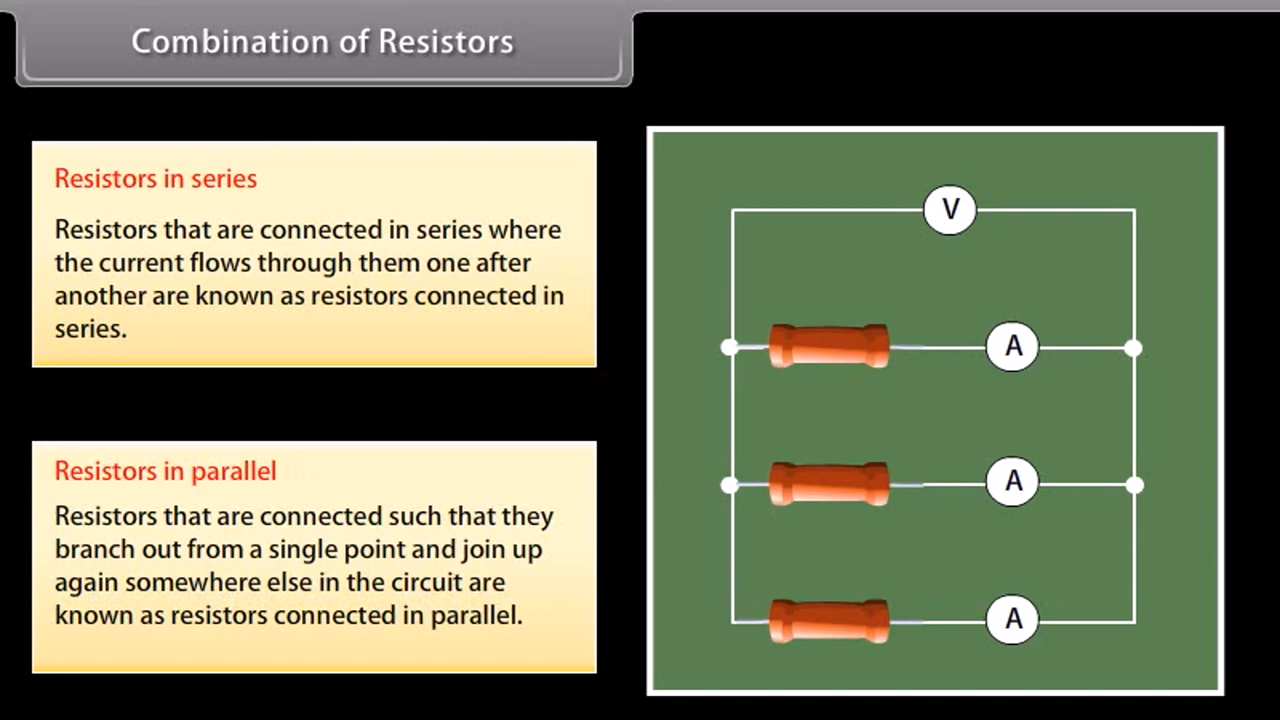 Combination of Resistors
Resistors in series
Resistors that are connected in series where
the current flows through them one after
another are known as resistors connected in
series.
Resistors in parallel
Resistors that are connected such that they
branch out from a single point and join up
again somewhere else in the circuit are
known as resistors connected in parallel.
V
A
A
A